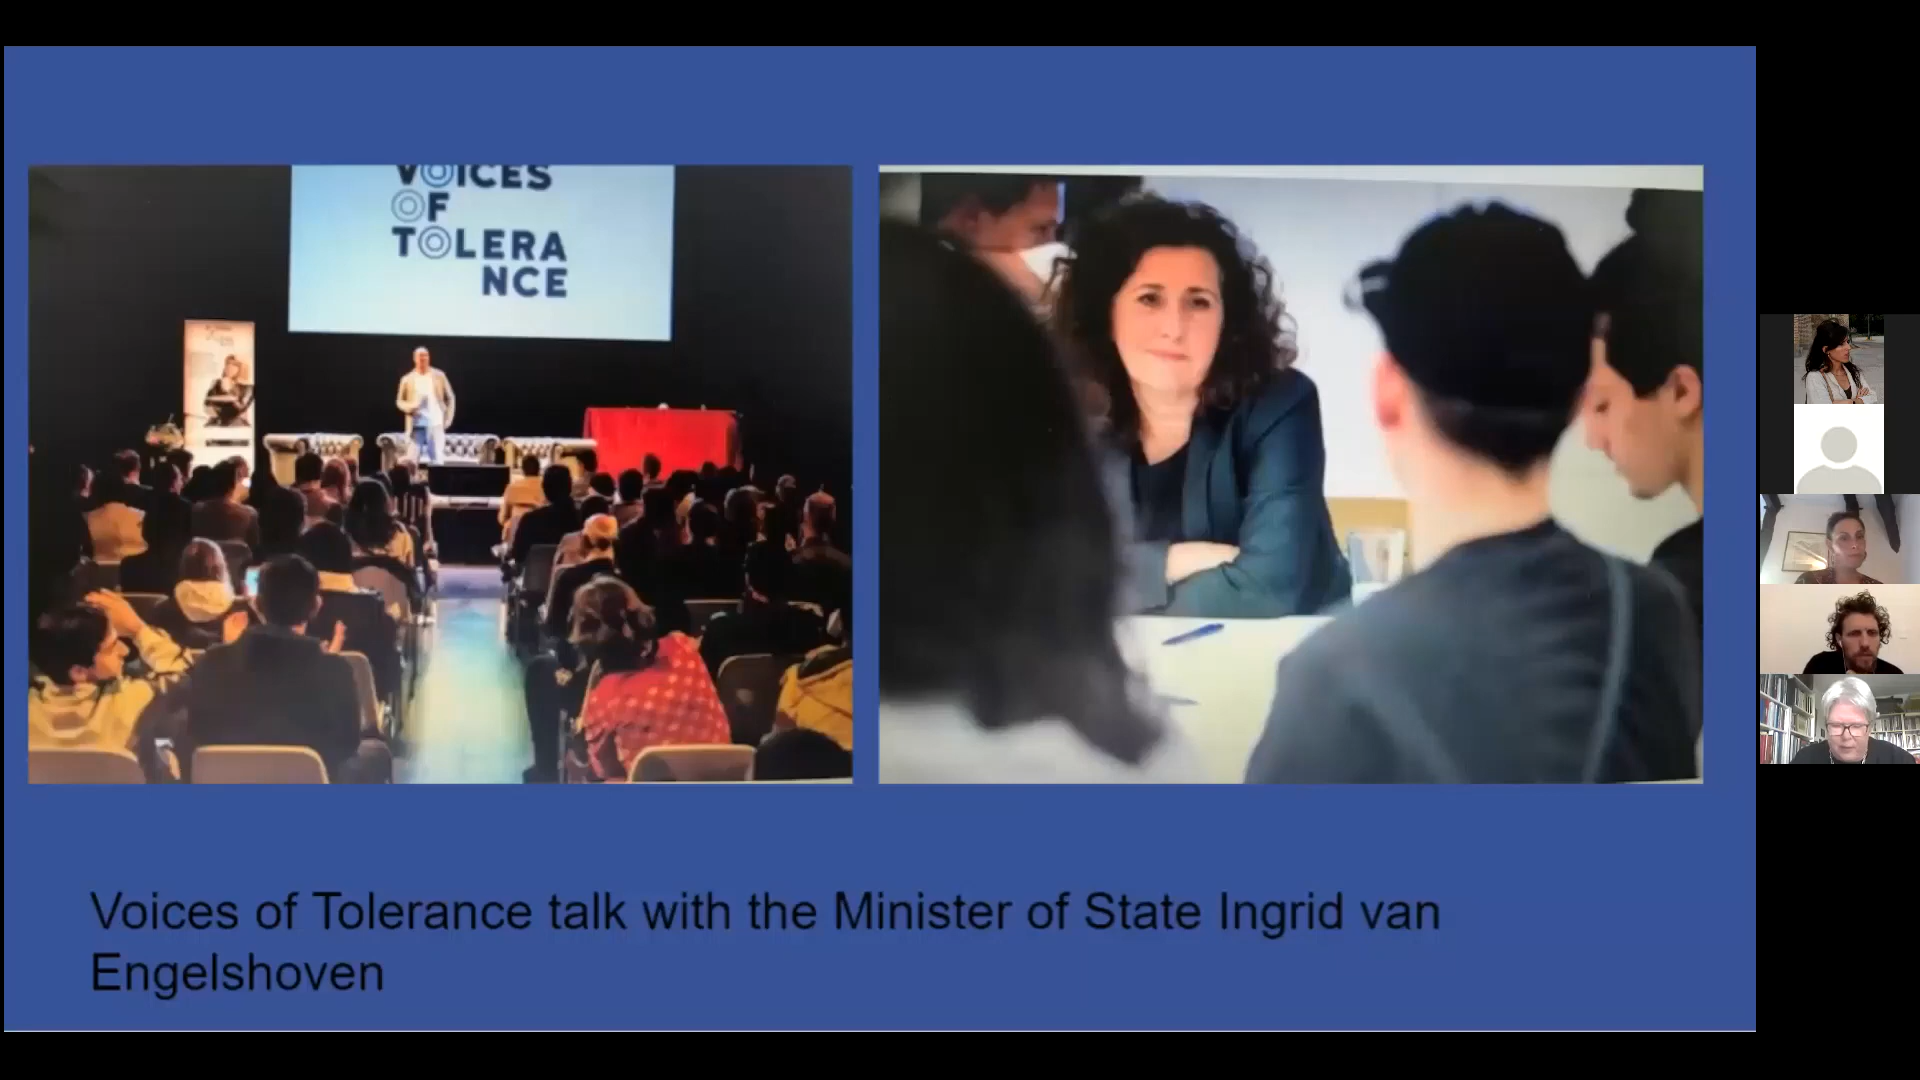 VOICES
OF
TOLERA
NCE
Voices of Tolerance talk with the Minister of State Ingrid van
Engelshoven